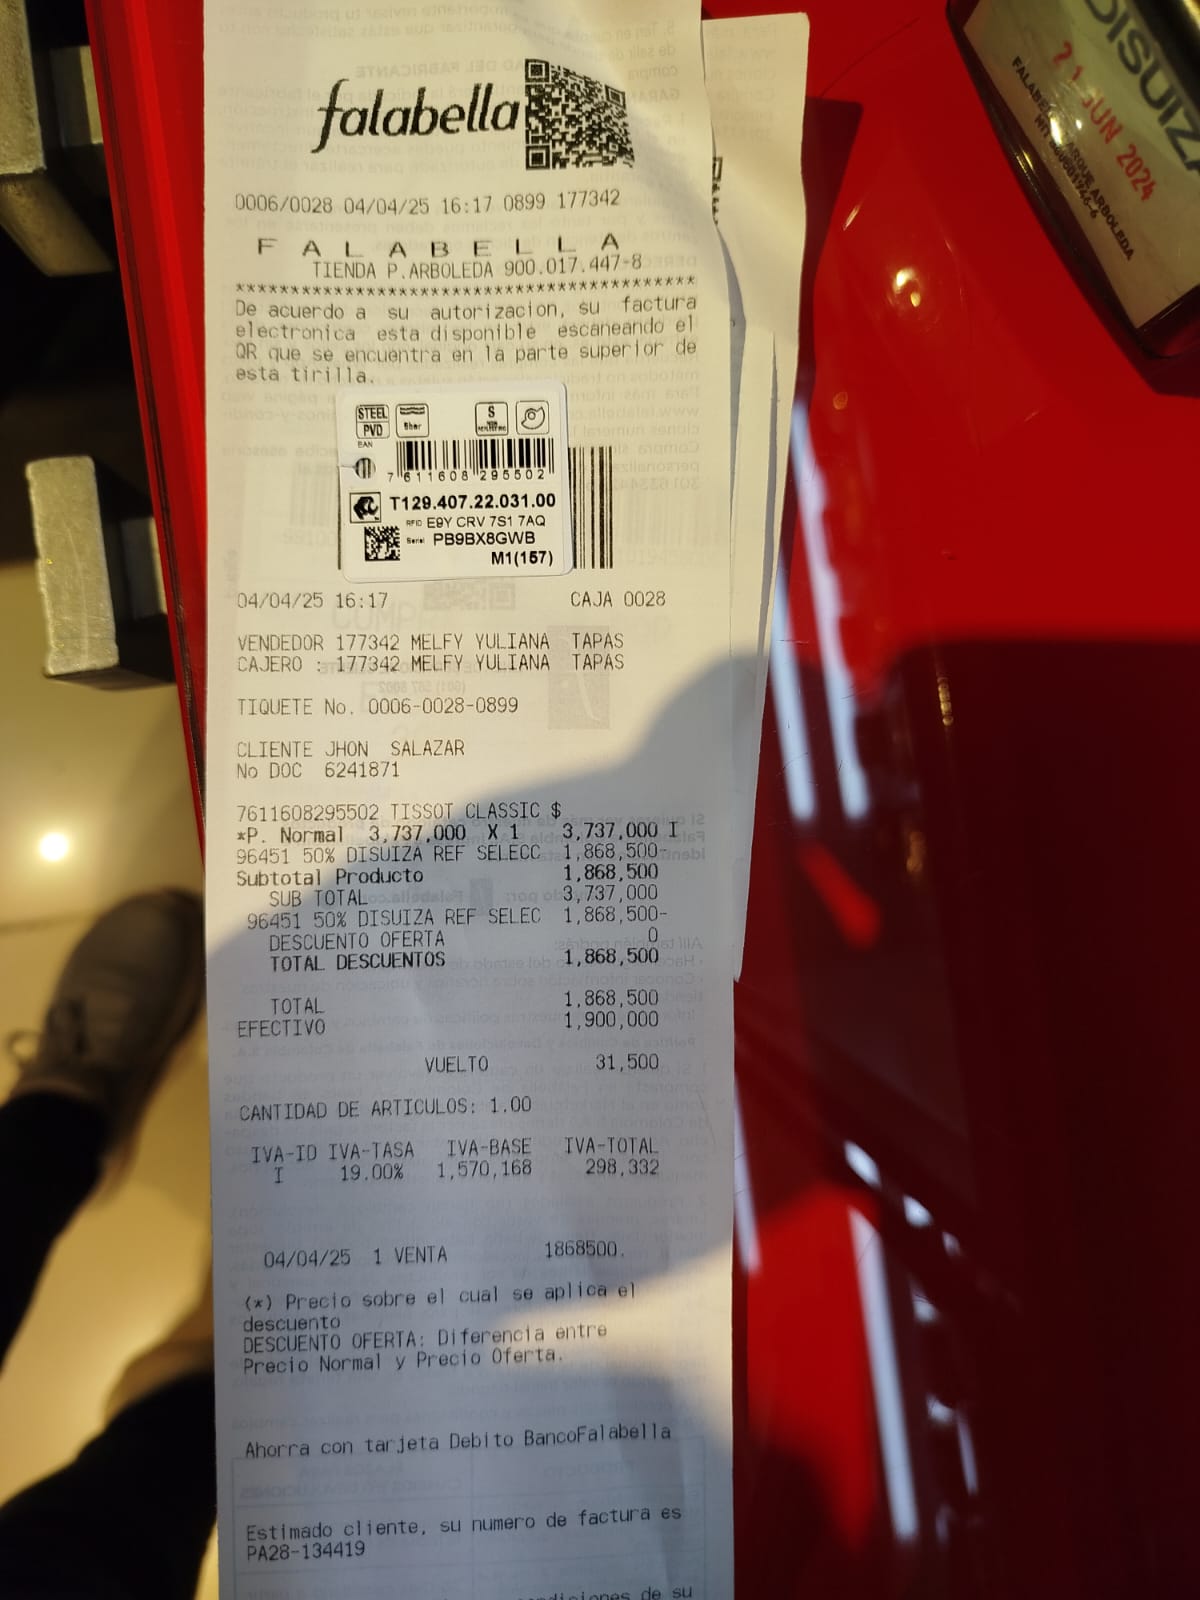 falabella
0006/0028 04/04/25 16:17 0899 177342
F A L A B E L L A
TIENDA P.ARBOLEDA 900.017.447-8
******************************************
De acuerdo a su autorizacion, su factura
electronica esta disponible escaneando el
QR que se encuentra en la parte superior de
esta tirilla.
STEEL
PVD
5bar
S
EAN
7 611608 295502
T129.407.22.031.00
RFID E9Y CRV 7S1 7AQ
Serial PB9BX8GWB
M1(157)
04/04/25 16:17 CAJA 0028
VENDEDOR 177342 MELFY YULIANA TAPAS
CAJERO : 177342 MELFY YULIANA TAPAS
TIQUETE No. 0006-0028-0899
CLIENTE JHON SALAZAR
No DOC 6241871
7611608295502 TISSOT CLASSIC $
*P. Normal 3,737,000 X 1 3,737,000 I
96451 50% DISUIZA REF SELECC 1,868,500-
Subtotal Producto 1,868,500
SUB TOTAL 3,737,000
96451 50% DISUIZA REF SELEC 1,868,500-
DESCUENTO OFERTA 0
TOTAL DESCUENTOS 1,868,500
TOTAL 1,868,500
EFECTIVO 1,900,000
VUELTO 31,500
CANTIDAD DE ARTICULOS: 1.00
IVA-ID IVA-TASA IVA-BASE IVA-TOTAL
I 19.00% 1,570,168 298,332
04/04/25 1 VENTA 1868500.
(*) Precio sobre el cual se aplica el
descuento
DESCUENTO OFERTA: Diferencia entre
Precio Normal y Precio Oferta.
Ahorra con tarjeta Debito BancoFalabella
Estimado cliente, su numero de factura es
PA28-134419
de su
DISUIZA
21 JUN 2024
ARBOLEDA